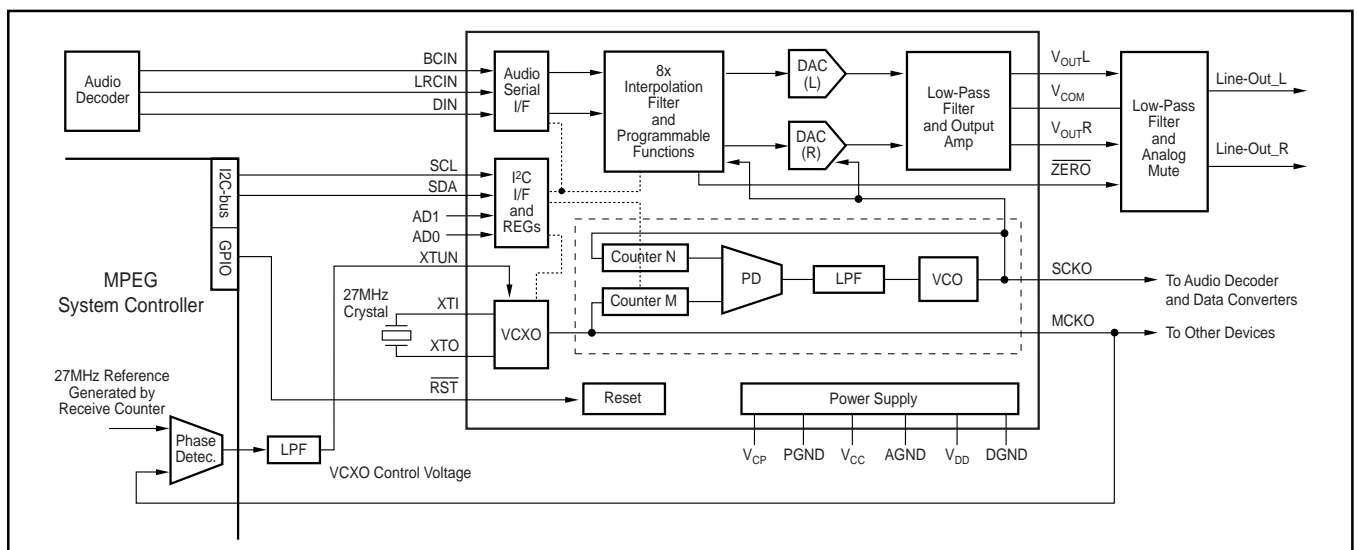 Audio
Decoder
BCIN
LRCIN
DIN
Audio
Serial
I/F
8x
Interpolation
Filter
and
Programmable
Functions
DAC
(L)
DAC
(R)
Low-Pass
Filter
and Output
Amp
VOUTL
VCOM
VOUTR
ZERO
Low-Pass
Filter
and
Analog
Mute
Line-Out_L
Line-Out_R
I2C-bus
GPIO
SCL
SDA
AD1
AD0
I2C
I/F
and
REGs
MPEG
System Controller
XTUN
27MHz
Crystal
XTI
XTO
VCXO
Counter N
Counter M
PD
LPF
VCO
SCKO
To Audio Decoder
and Data Converters
MCKO
To Other Devices
RST
Reset
Power Supply
VCP
PGND
VCC
AGND
VDD
DGND
27MHz Reference
Generated by
Receive Counter
Phase
Detec.
LPF
VCXO Control Voltage